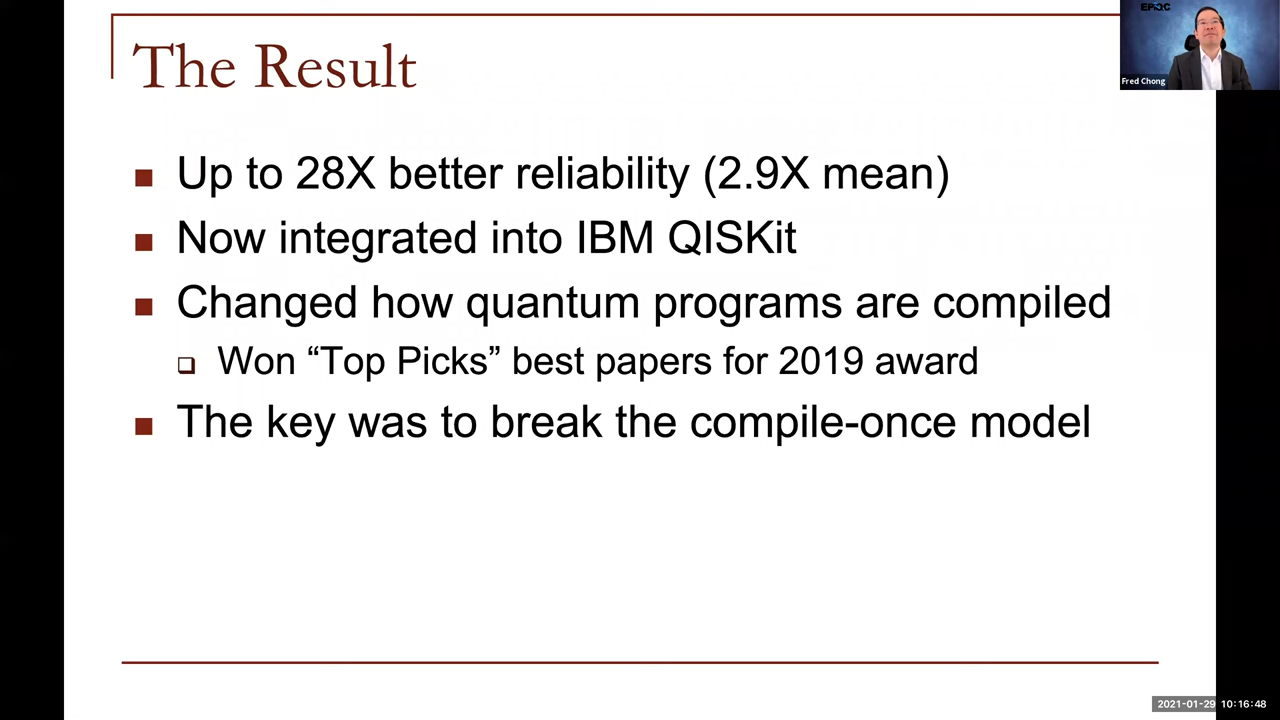 The Result
EPiQC
Fred Chong
Up to 28X better reliability (2.9X mean)
Now integrated into IBM QISKit
Changed how quantum programs are compiled
Won “Top Picks” best papers for 2019 award
The key was to break the compile-once model
2021-01-29 10:16:48